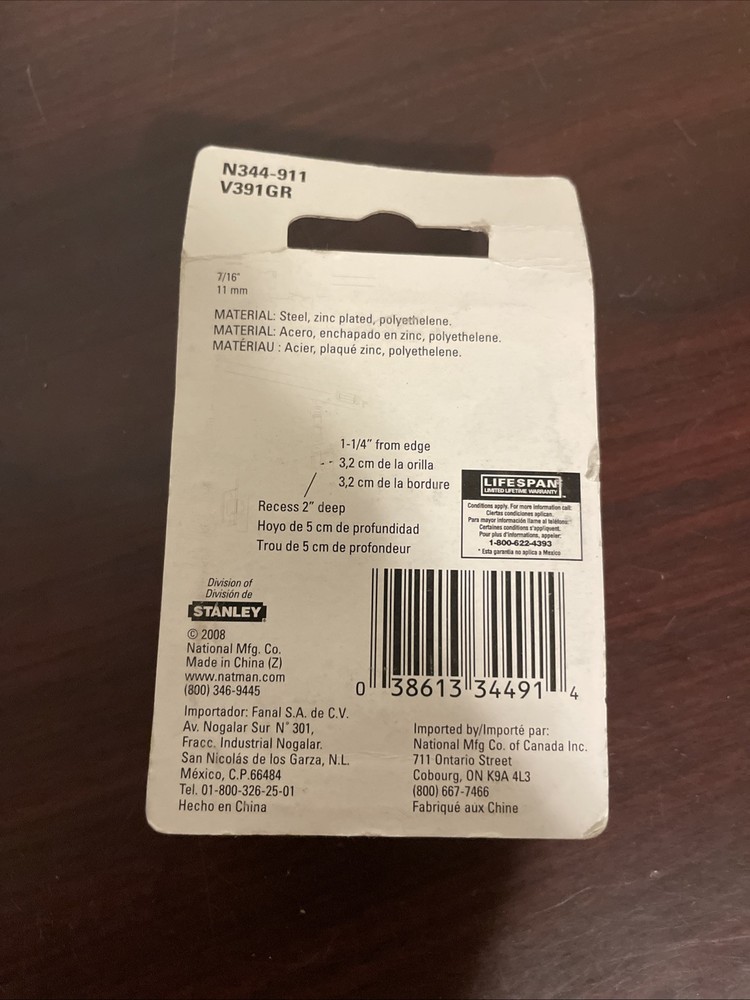 N344-911
V391GR
7/16"
11 mm
MATERIAL: Steel, zinc plated, polyethelene.
MATERIAL: Acero, enchapado en zinc, polyethelene.
MATÉRIAU : Acier, plaqué zinc, polyethelene.
1-1/4" from edge
3,2 cm de la orilla
3,2 cm de la bordure
Recess 2" deep
Hoyo de 5 cm de profundidad
Trou de 5 cm de profondeur
LIFESPAN
LIMITED LIFETIME WARRANTY
Conditions apply. For more information call:
Ciertas condiciones aplican.
Para mayor información llame al teléfono:
Certaines conditions s'appliquent.
Pour plus d'informations, appeler:
1-800-622-4393
* Esta garantia no aplica a Mexico
Division of
División de
STANLEY
© 2008
National Mfg. Co.
Made in China (Z)
www.natman.com
(800) 346-9445
0 38613 34491 4
Importador: Fanal S.A. de C.V.
Av. Nogalar Sur N° 301,
Fracc. Industrial Nogalar.
San Nicolás de los Garza, N.L.
México, C.P.66484
Tel. 01-800-326-25-01
Hecho en China
Imported by/Importé par:
National Mfg Co. of Canada Inc.
711 Ontario Street
Cobourg, ON K9A 4L3
(800) 667-7466
Fabriqué aux Chine